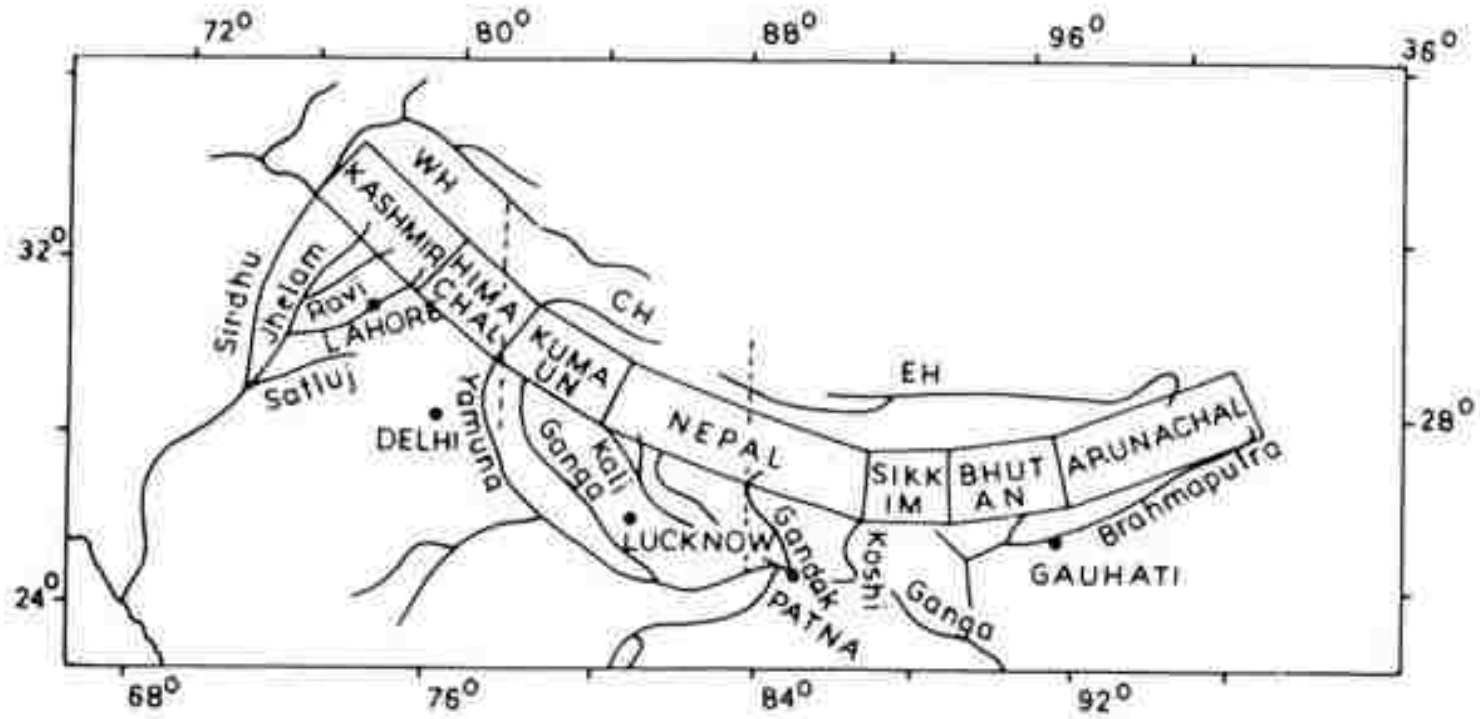 72° 80° 88° 96°
36°
WH
KASHMIR
32°
Sirdhu
Jhelam
Ravi
LAHORE
HIMA
CHAL
CH
Satluj
KUMA
UN
EH
Yamuna
DELHI
Ganga
Kali
NEPAL
SIKK
IM
BHUT
AN
ARUNACHAL
28°
Brahmaputra
LUCKNOW
Gandak
Koshi
GAUHATI
24°
PATNA
Ganga
68° 76° 84° 92°